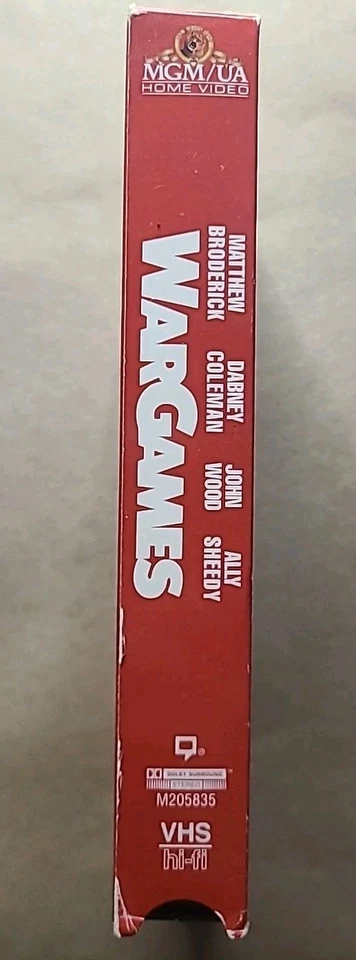 MGM/UA
HOME VIDEO
MATTHEW
BRODERICK
DABNEY
COLEMAN
JOHN
WOOD
ALLY
SHEEDY
WARGAMES
DOLBY SURROUND™
STEREO
M205835
VHS
hi-fi